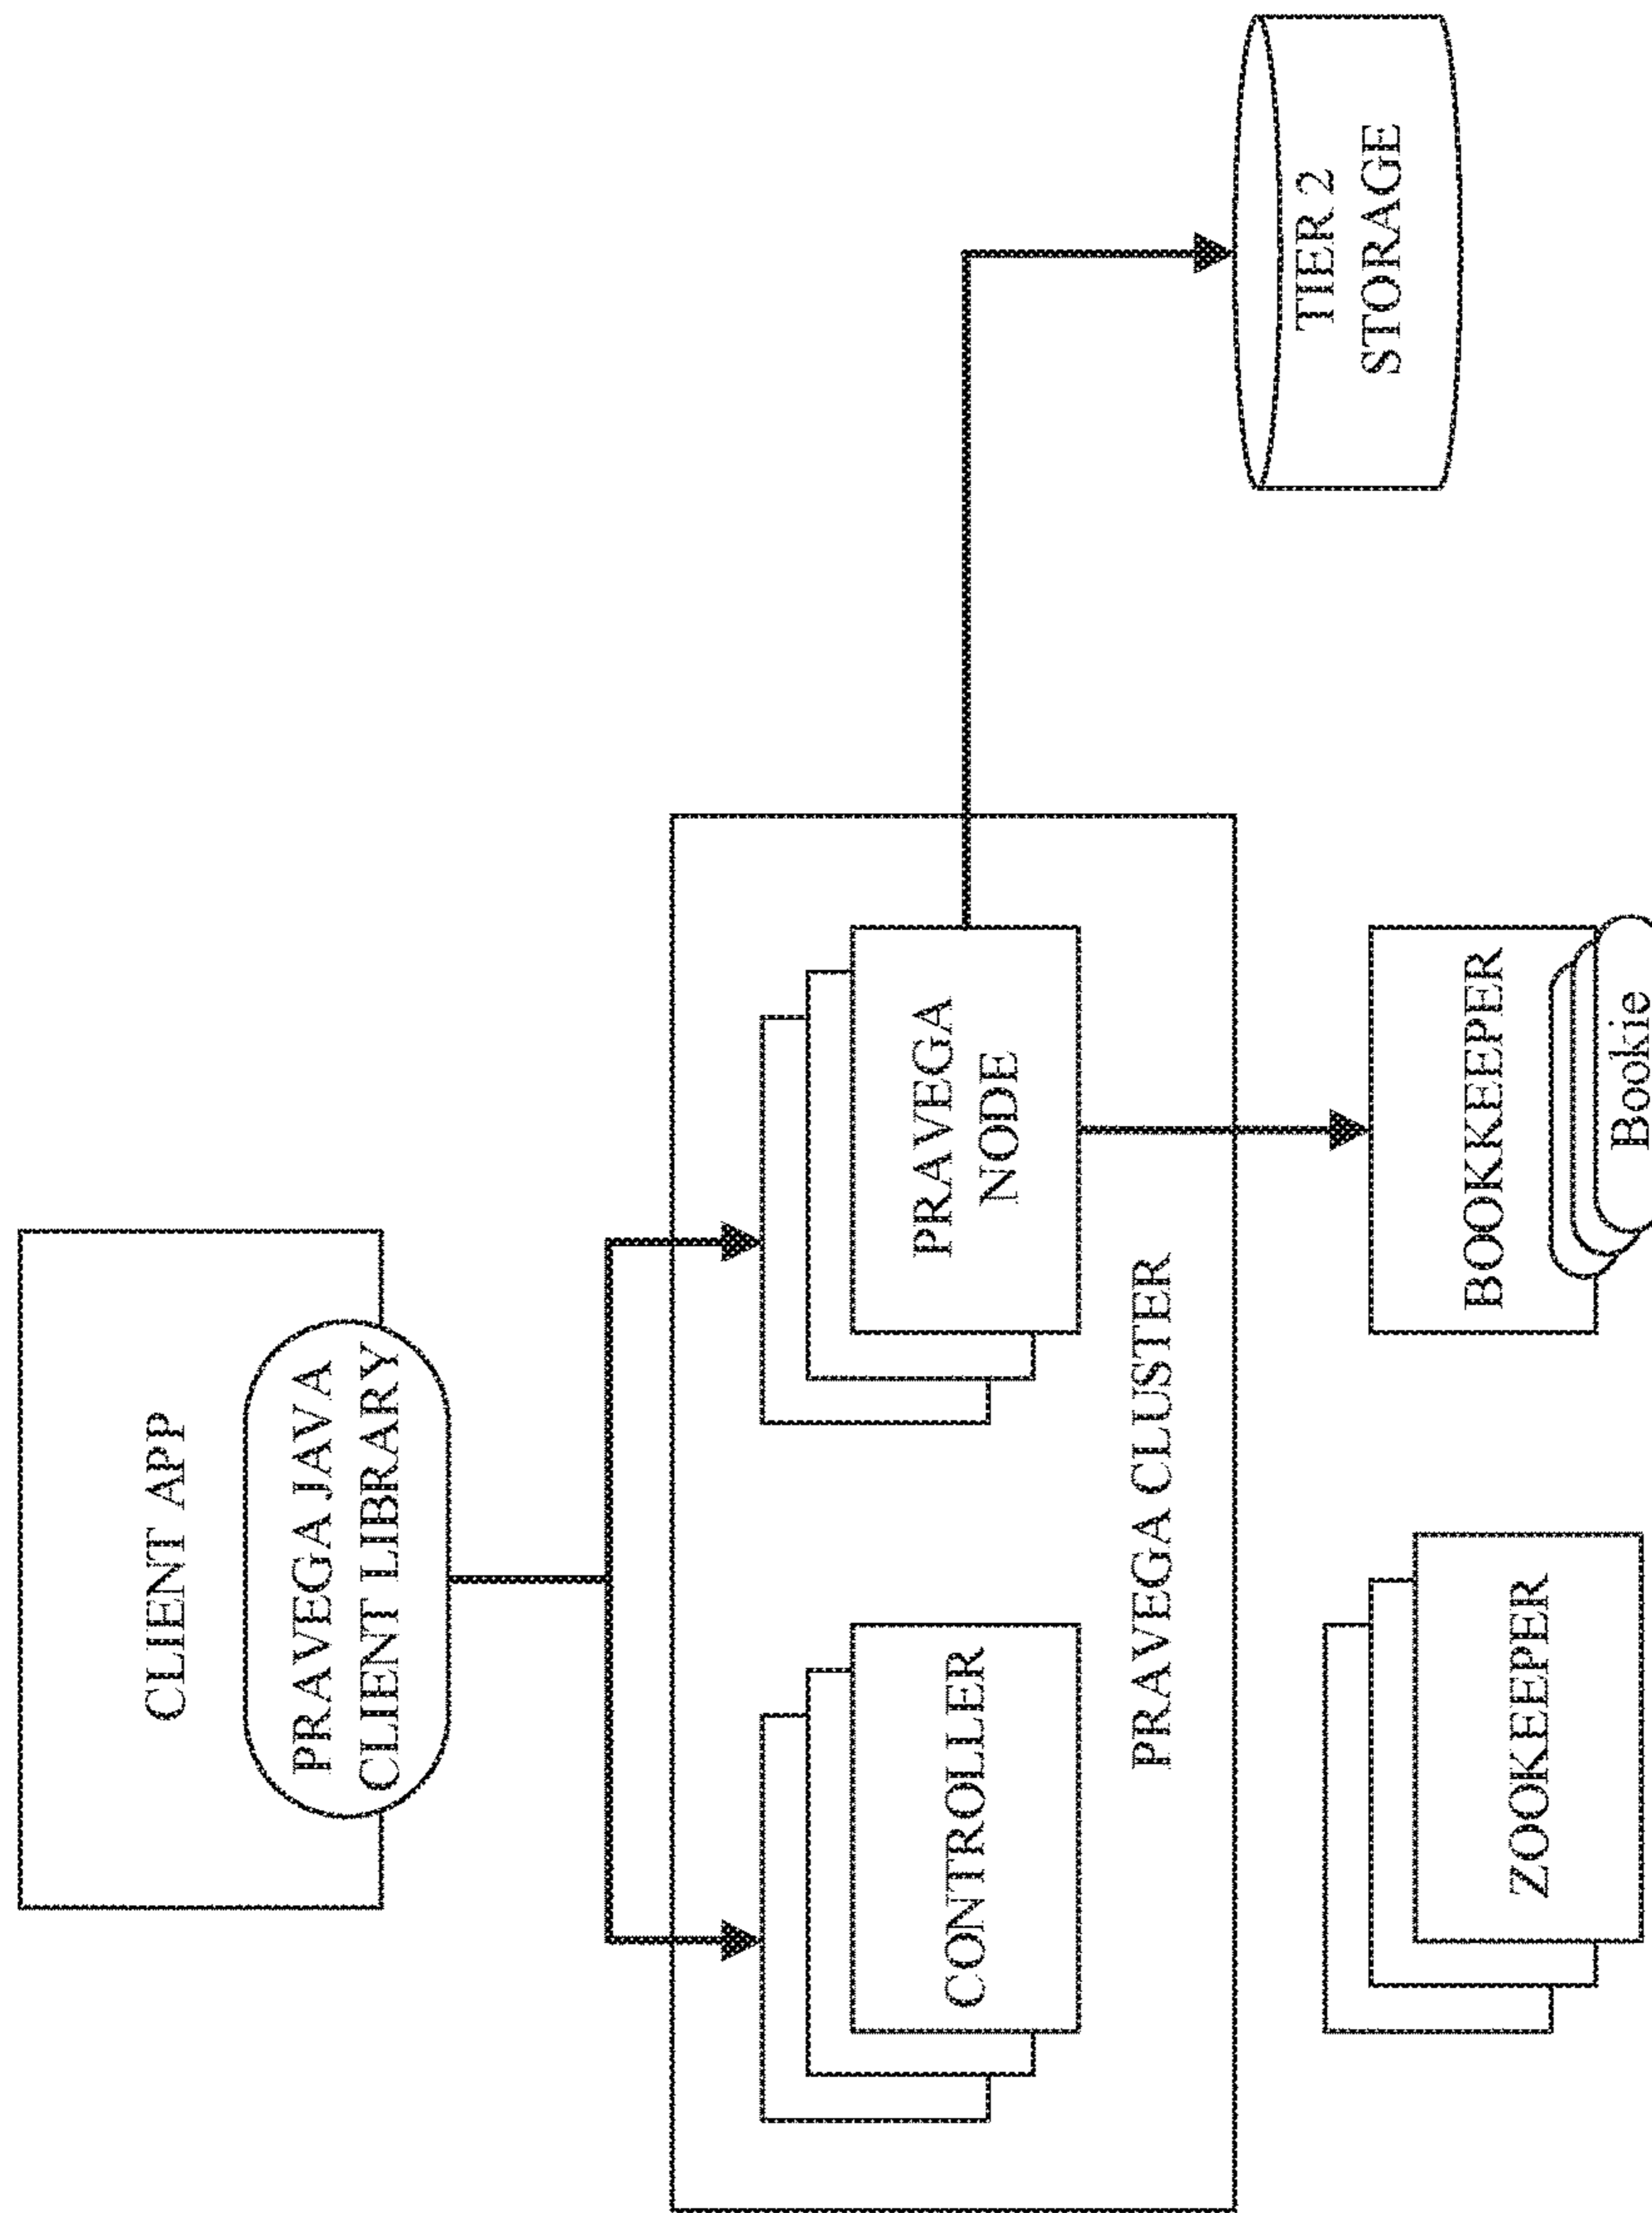 CLIENT APP
PRAVEGA JAVA
CLIENT LIBRARY
CONTROLLER
PRAVEGA
NODE
PRAVEGA CLUSTER
TIER 2
STORAGE
ZOOKEEPER
BOOKKEEPER
Bookie